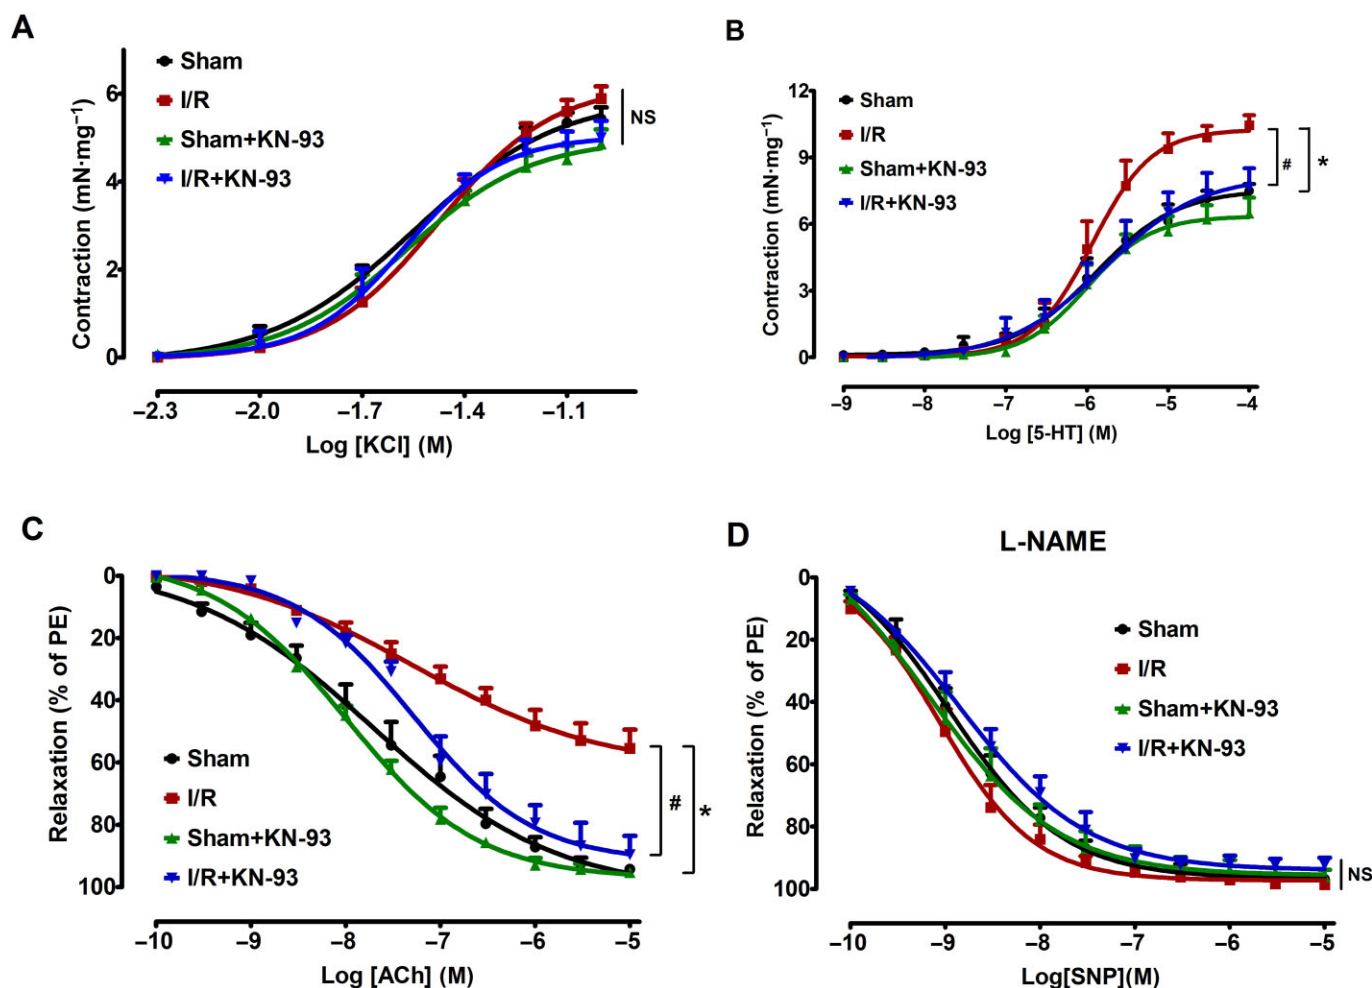 A
Sham
I/R
Sham+KN-93
I/R+KN-93
NS
Contraction (mN·mg⁻¹)
6
4
2
0
–2.3 –2.0 –1.7 –1.4 –1.1
Log [KCl] (M)
B
Sham
I/R
Sham+KN-93
I/R+KN-93
# *
Contraction (mN·mg⁻¹)
12
9
6
3
0
–9 –8 –7 –6 –5 –4
Log [5-HT] (M)
C
Relaxation (% of PE)
0
20
40
60
80
100
Sham
I/R
Sham+KN-93
I/R+KN-93
# *
–10 –9 –8 –7 –6 –5
Log [ACh] (M)
D
L-NAME
Relaxation (% of PE)
0
20
40
60
80
100
Sham
I/R
Sham+KN-93
I/R+KN-93
NS
–10 –9 –8 –7 –6 –5
Log[SNP](M)